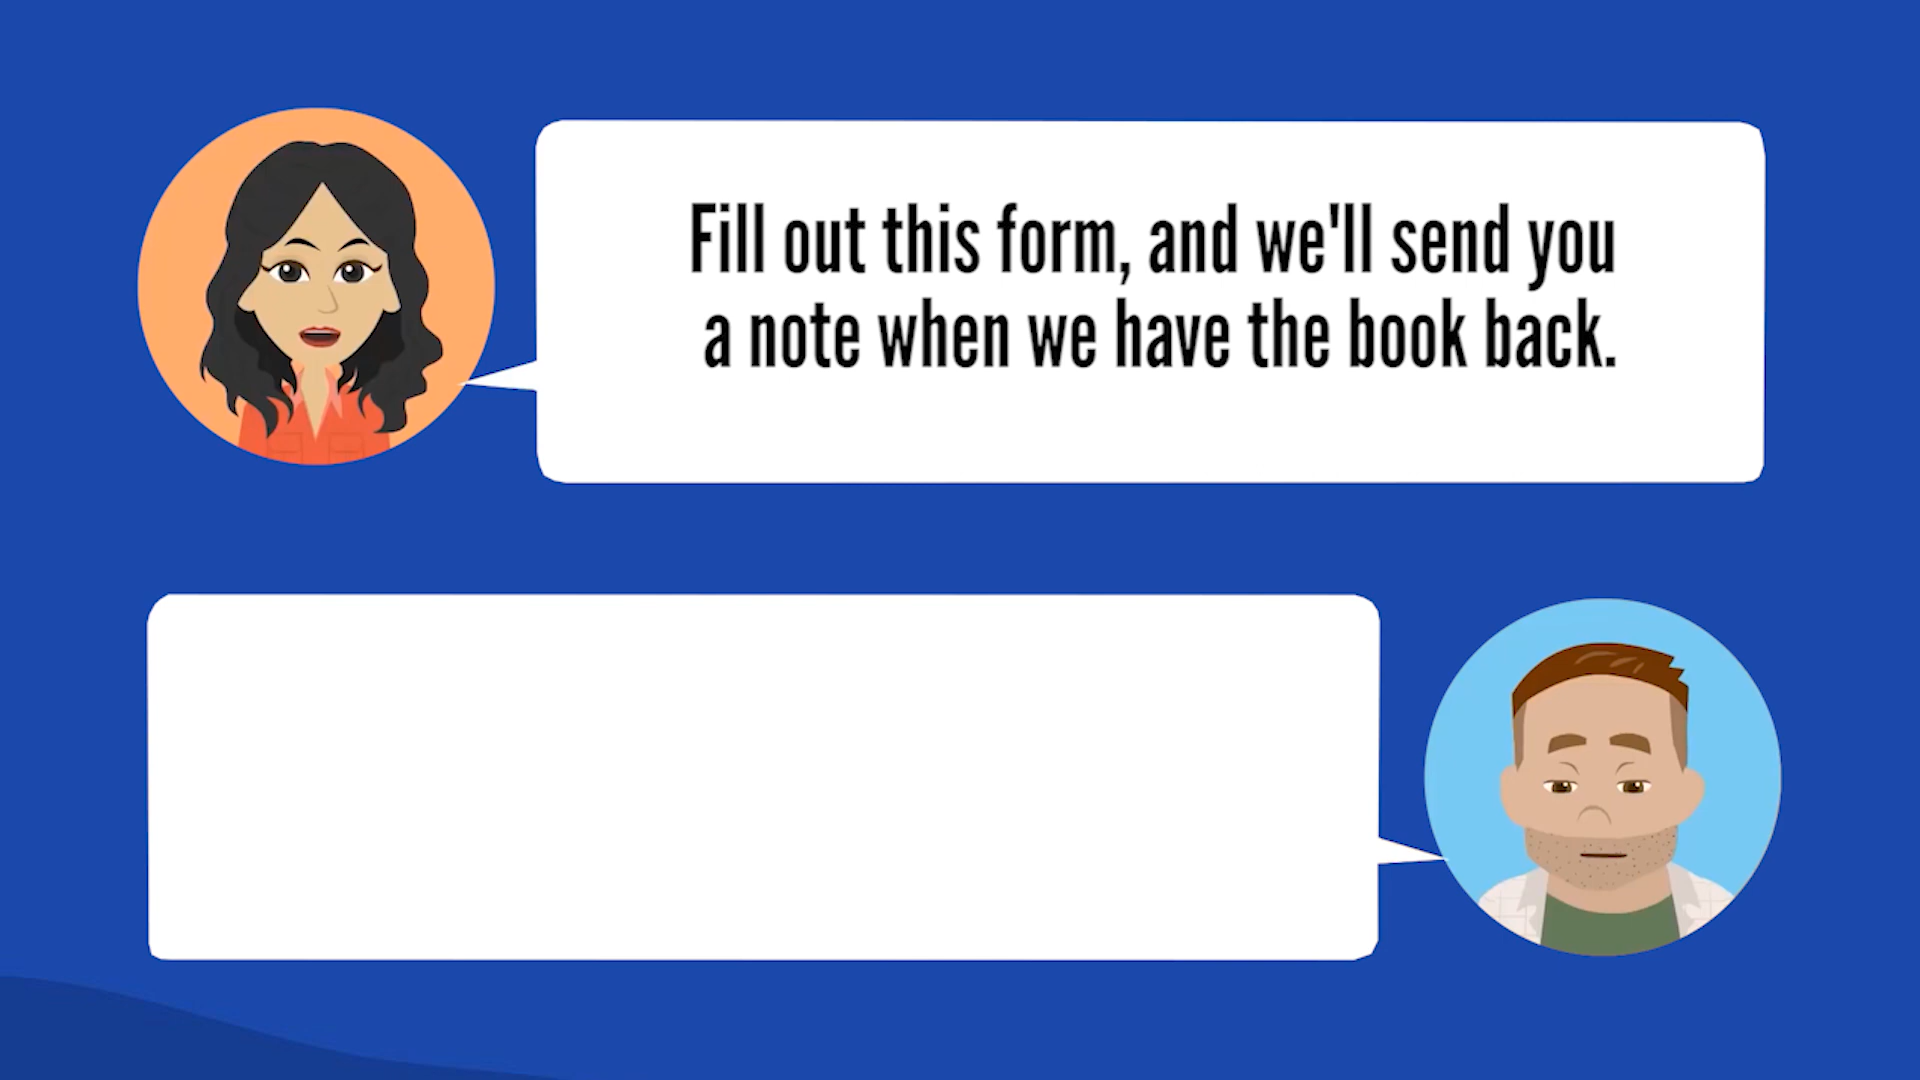 Fill out this form, and we'll send you
a note when we have the book back.